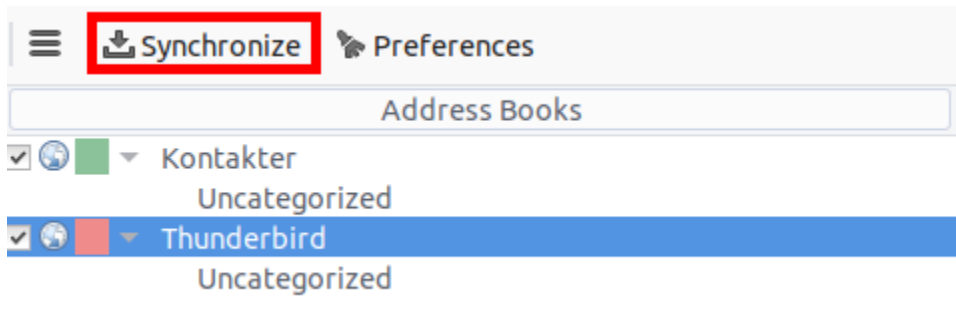 Synchronize Preferences
Address Books
Kontakter
Uncategorized
Thunderbird
Uncategorized